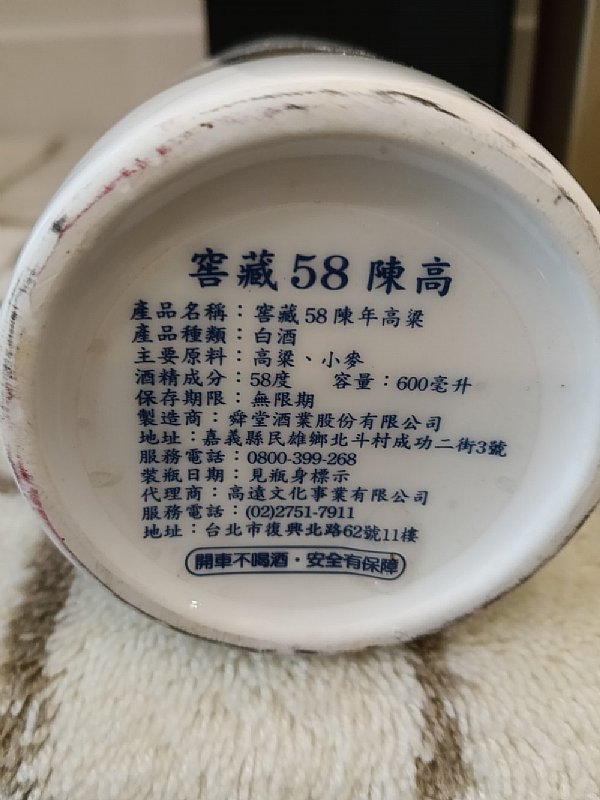 窖藏58陳高
產品名稱：窖藏58陳年高粱
產品種類：白酒
主要原料：高粱、小麥
酒精成分：58度 容量：600毫升
保存期限：無限期
製造商：舜堂酒業股份有限公司
地址：嘉義縣民雄鄉北斗村成功二街3號
服務電話：0800-399-268
裝瓶日期：見瓶身標示
代理商：高遠文化事業有限公司
服務電話：(02)2751-7911
地址：台北市復興北路62號11樓
開車不喝酒・安全有保障